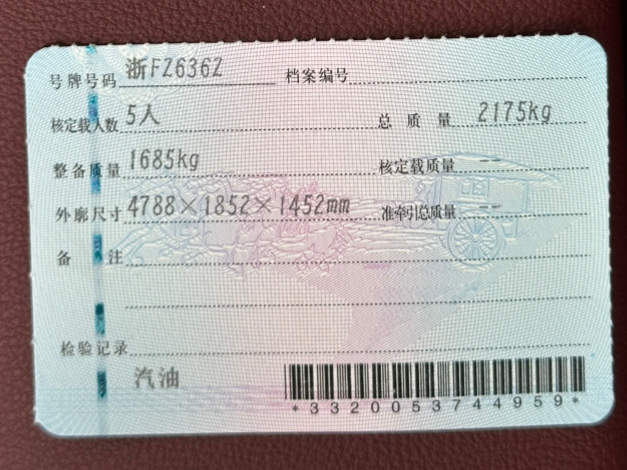 号牌号码 浙FZ636Z 档案编号
核定载人数 5人 总质量 2175kg
整备质量 1685kg 核定载质量 --
外廓尺寸 4788×1852×1452mm 准牵引总质量 --
备注
检验记录
汽油
*3320053744959*